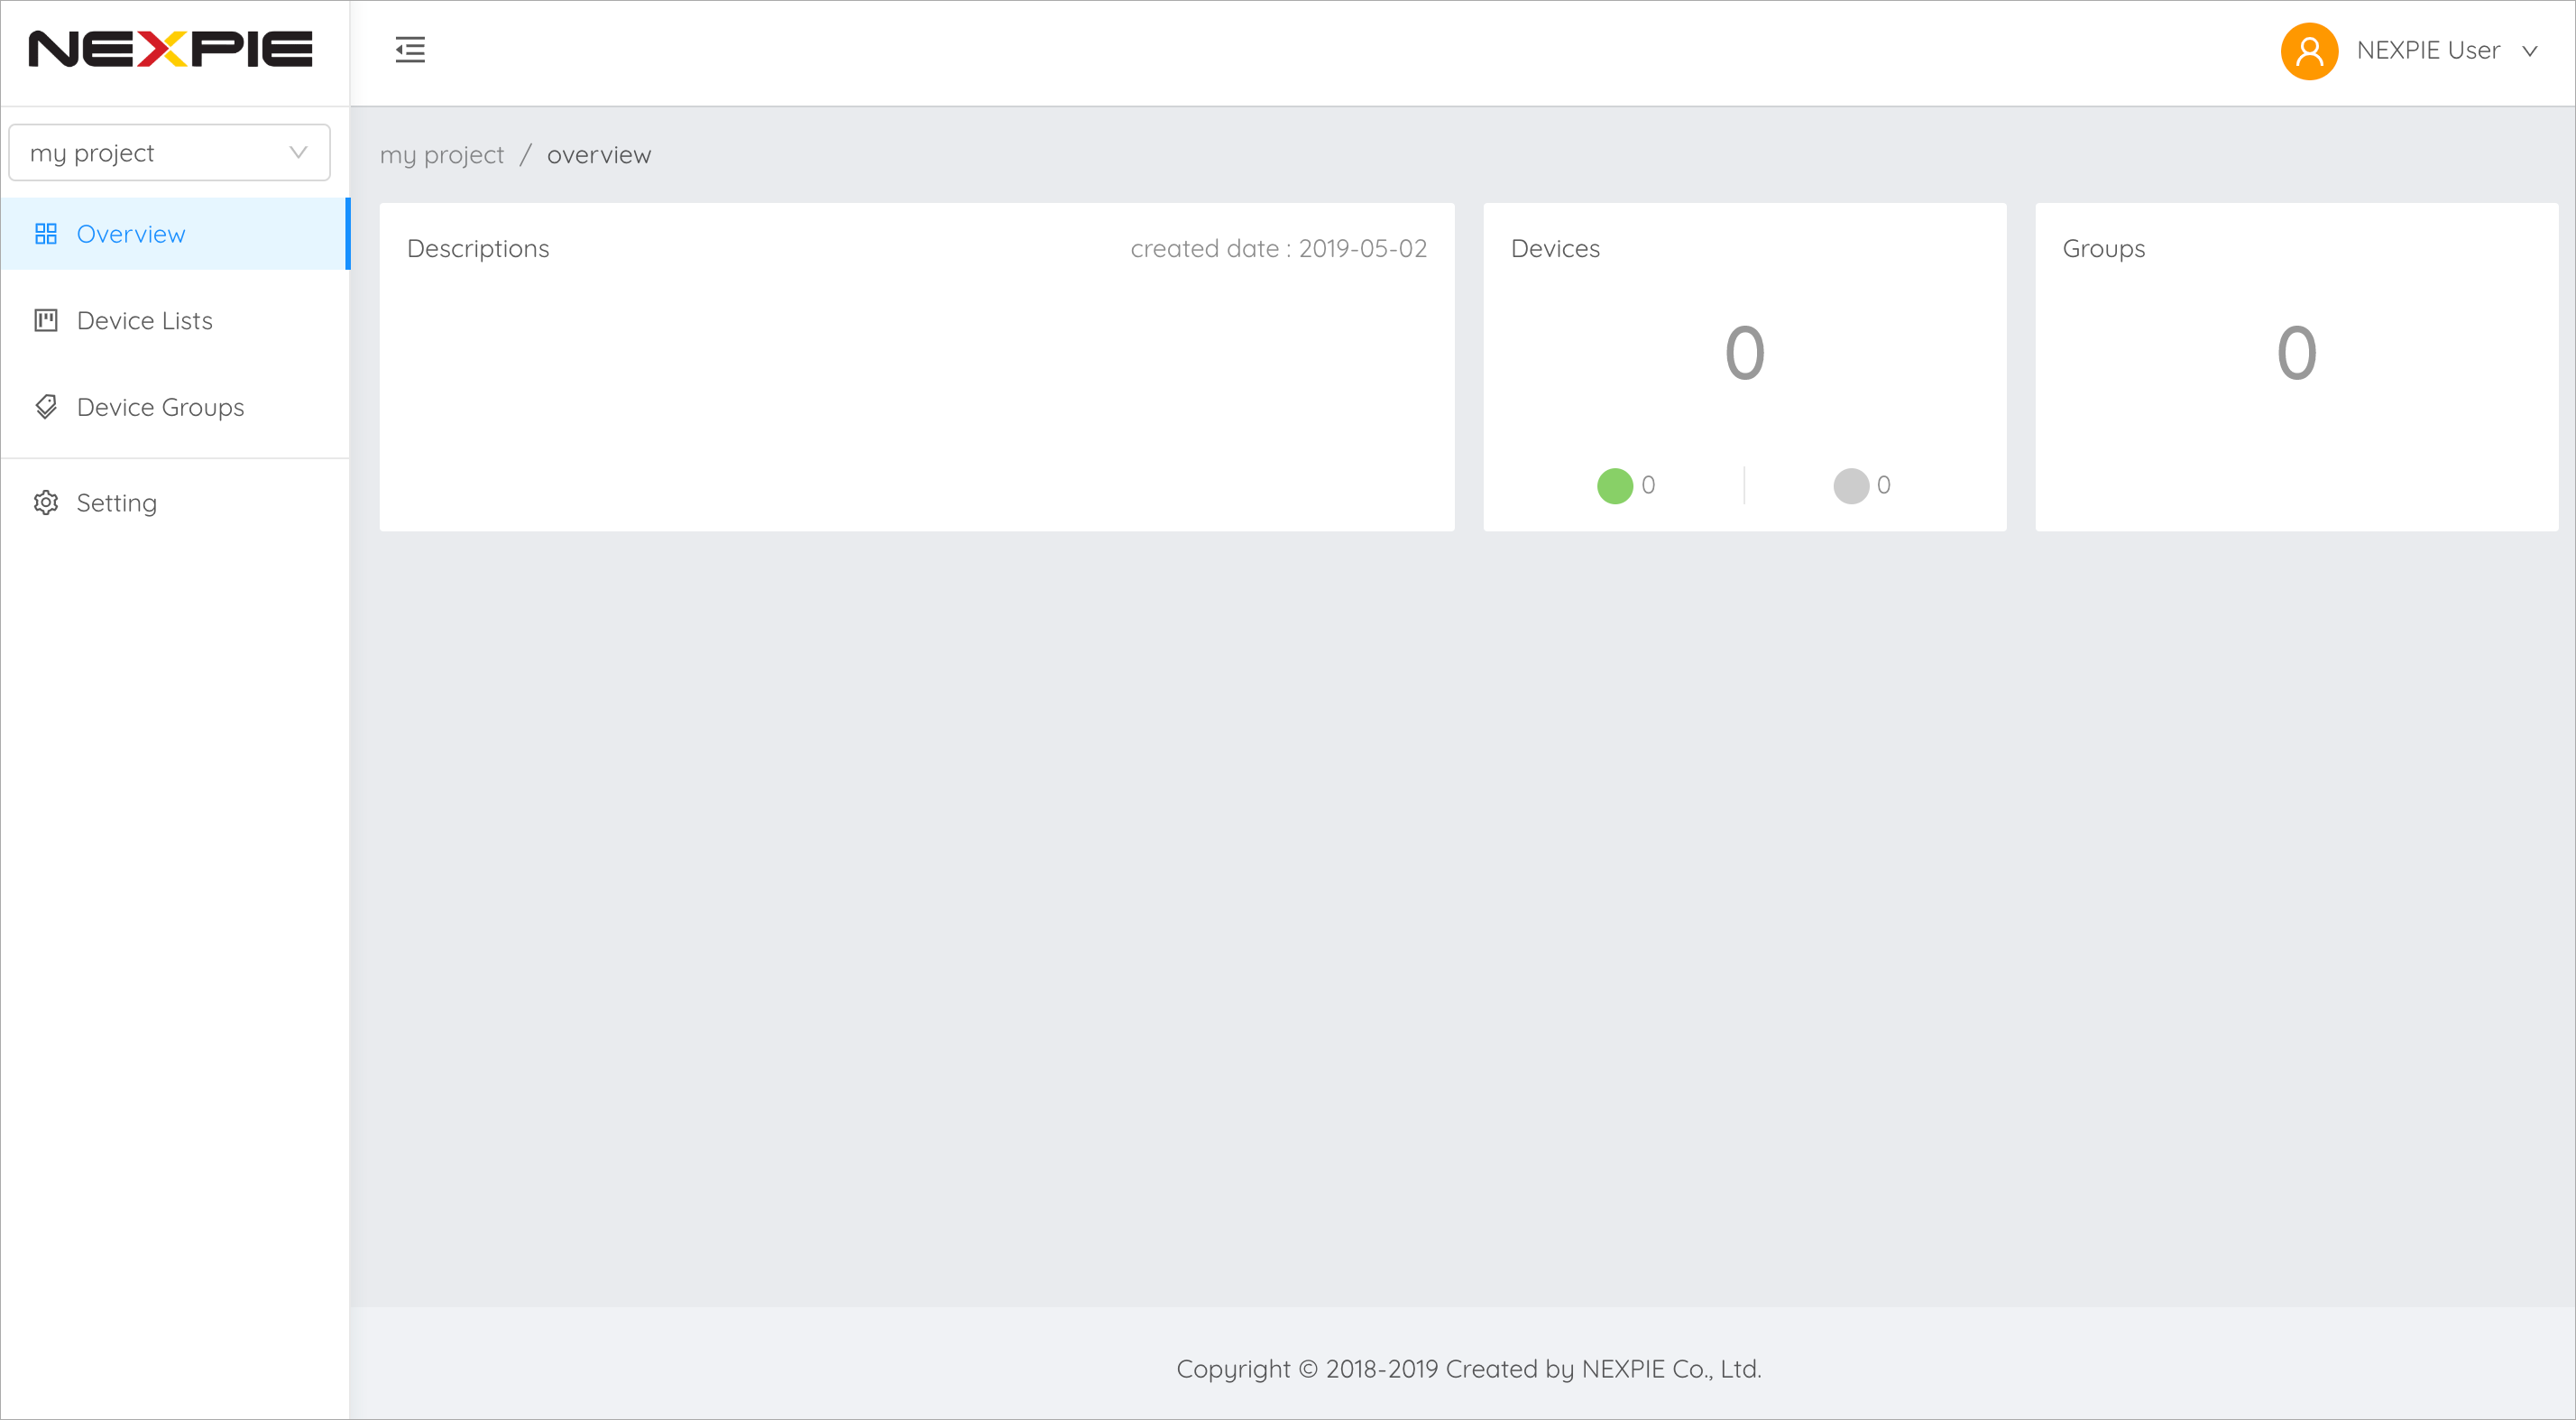 NEXPIE
NEXPIE User
my project
my project / overview
Overview
Device Lists
Device Groups
Setting
Descriptions
created date : 2019-05-02
Devices
0
0
0
Groups
0
Copyright © 2018-2019 Created by NEXPIE Co., Ltd.